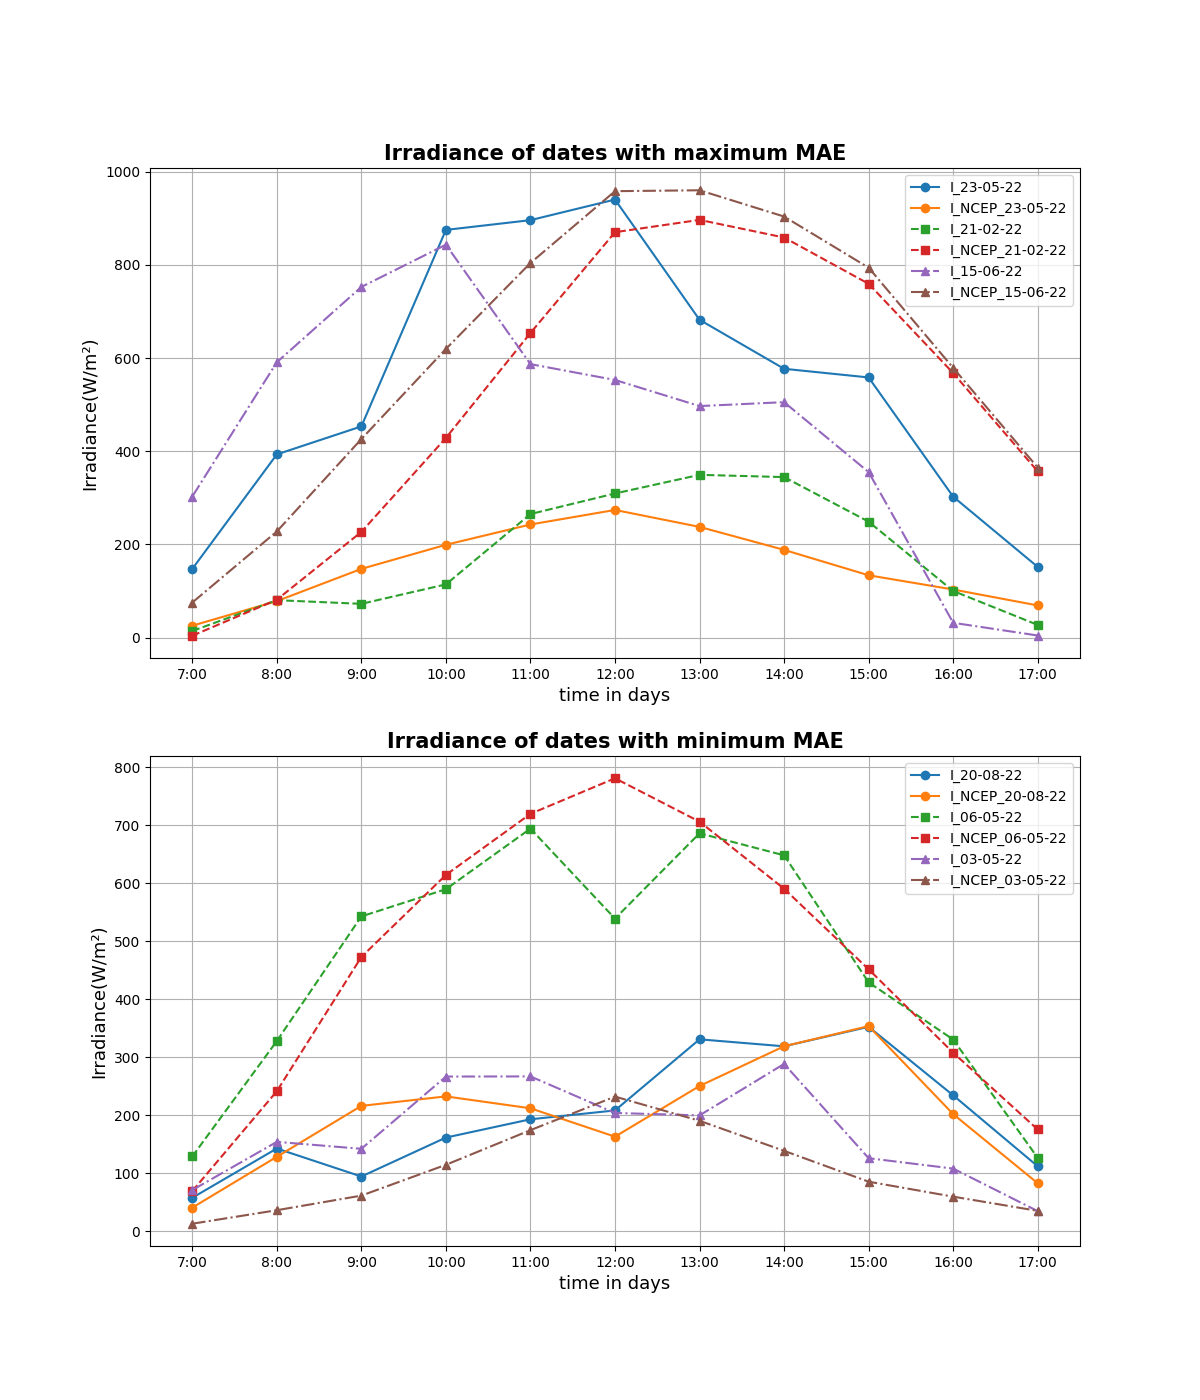 Irradiance of dates with maximum MAE
1000
800
600
400
200
0
Irradiance(W/m²)
I_23-05-22
I_NCEP_23-05-22
I_21-02-22
I_NCEP_21-02-22
I_15-06-22
I_NCEP_15-06-22
7:00 8:00 9:00 10:00 11:00 12:00 13:00 14:00 15:00 16:00 17:00
time in days
Irradiance of dates with minimum MAE
800
700
600
500
400
300
200
100
0
Irradiance(W/m²)
I_20-08-22
I_NCEP_20-08-22
I_06-05-22
I_NCEP_06-05-22
I_03-05-22
I_NCEP_03-05-22
7:00 8:00 9:00 10:00 11:00 12:00 13:00 14:00 15:00 16:00 17:00
time in days